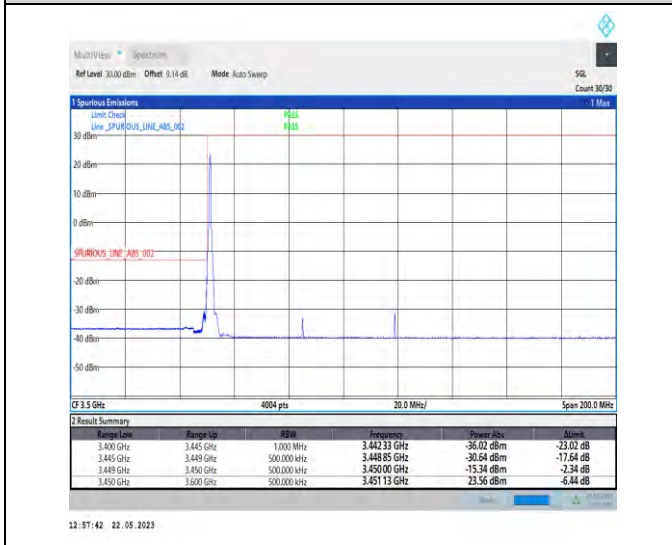 MultiView Spectrum
Ref Level 30.00 dBm Offset 9.14 dB Mode Auto Sweep SGL
Count 30/30
1 Spurious Emissions 1 Max
Limit Check PASS
Line _SPURIOUS_LINE_ABS_002 PASS
30 dBm
20 dBm
10 dBm
0 dBm
_SPURIOUS_LINE_ABS_002
-20 dBm
-30 dBm
-40 dBm
-50 dBm
CF 3.5 GHz 4004 pts 20.0 MHz/ Span 200.0 MHz
2 Result Summary
Range Low Range Up RBW Frequency Power Abs ΔLimit
3.400 GHz 3.445 GHz 1.000 MHz 3.442 33 GHz -36.02 dBm -23.02 dB
3.445 GHz 3.449 GHz 500.000 kHz 3.448 85 GHz -30.64 dBm -17.64 dB
3.449 GHz 3.450 GHz 500.000 kHz 3.450 00 GHz -15.34 dBm -2.34 dB
3.450 GHz 3.600 GHz 500.000 kHz 3.451 13 GHz 23.56 dBm -6.44 dB
12:57:42 22.05.2023